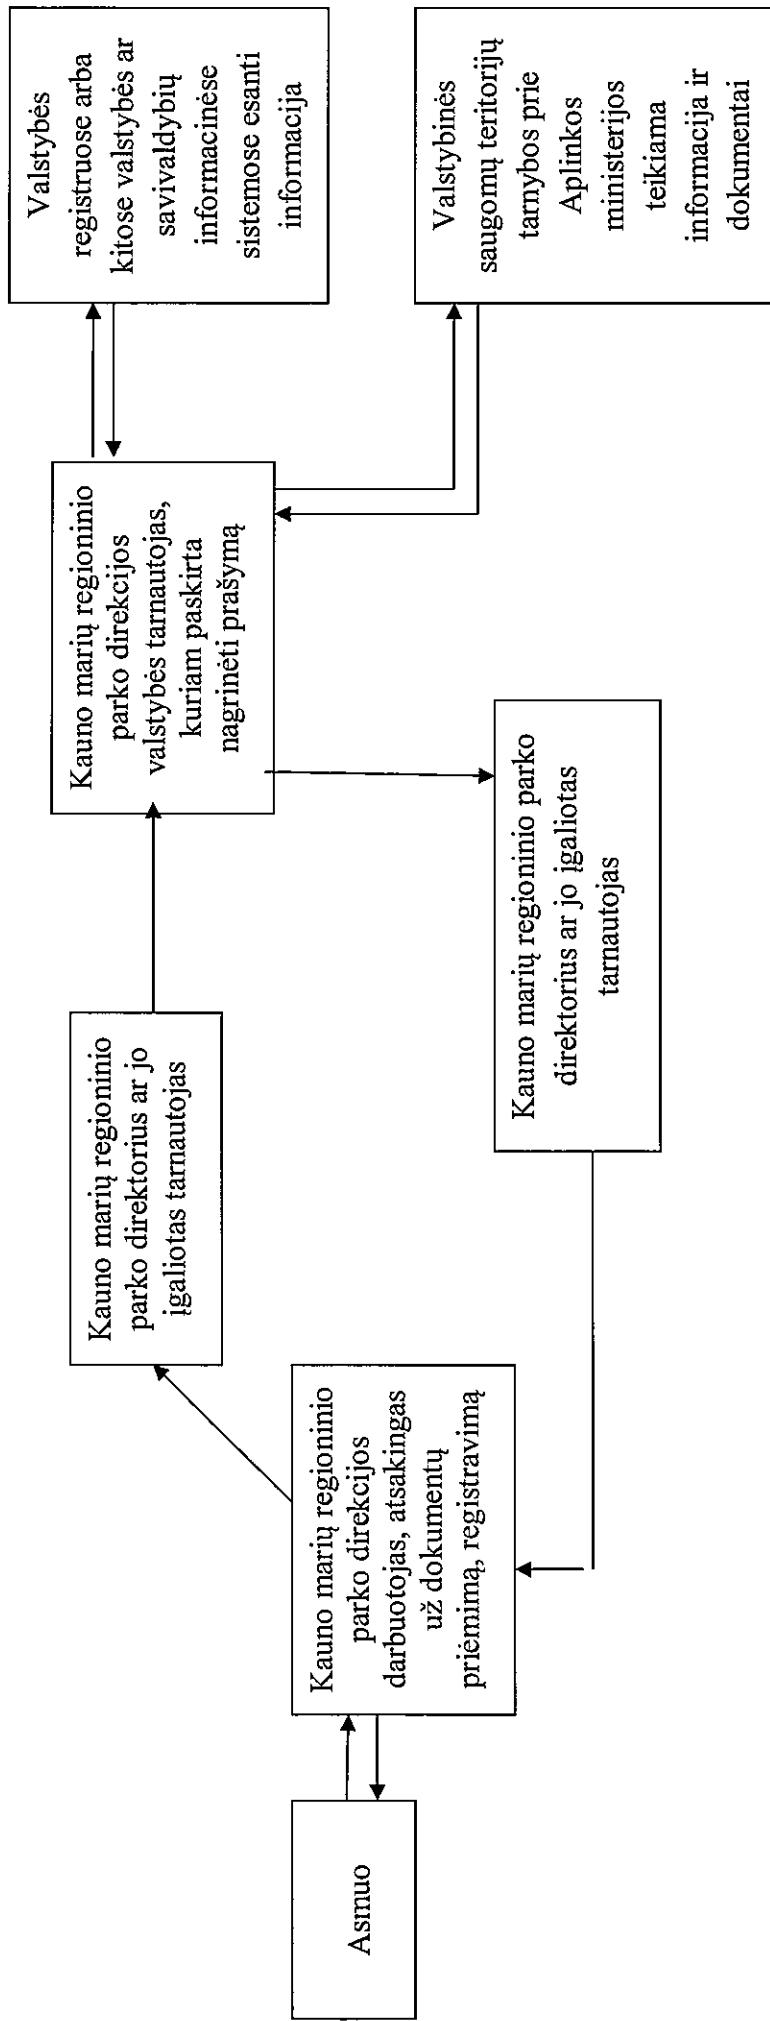 Asmuo
Kauno marių regioninio
parko direkcijos
darbuotojas, atsakingas
už dokumentų
priėmimą, registravimą
Kauno marių regioninio
parko direktorius ar jo
įgaliotas tarnautojas
Kauno marių regioninio
parko direkcijos
valstybės tarnautojas,
kuriam paskirta
nagrinėti prašymą
Valstybės
registruose arba
kitose valstybės ar
savivaldybių
informacinėse
sistemose esanti
informacija
Valstybinės
saugomų teritorijų
tarnybos prie
Aplinkos
ministerijos
teikiama
informacija ir
dokumentai
Kauno marių regioninio parko
direktorius ar jo įgaliotas
tarnautojas